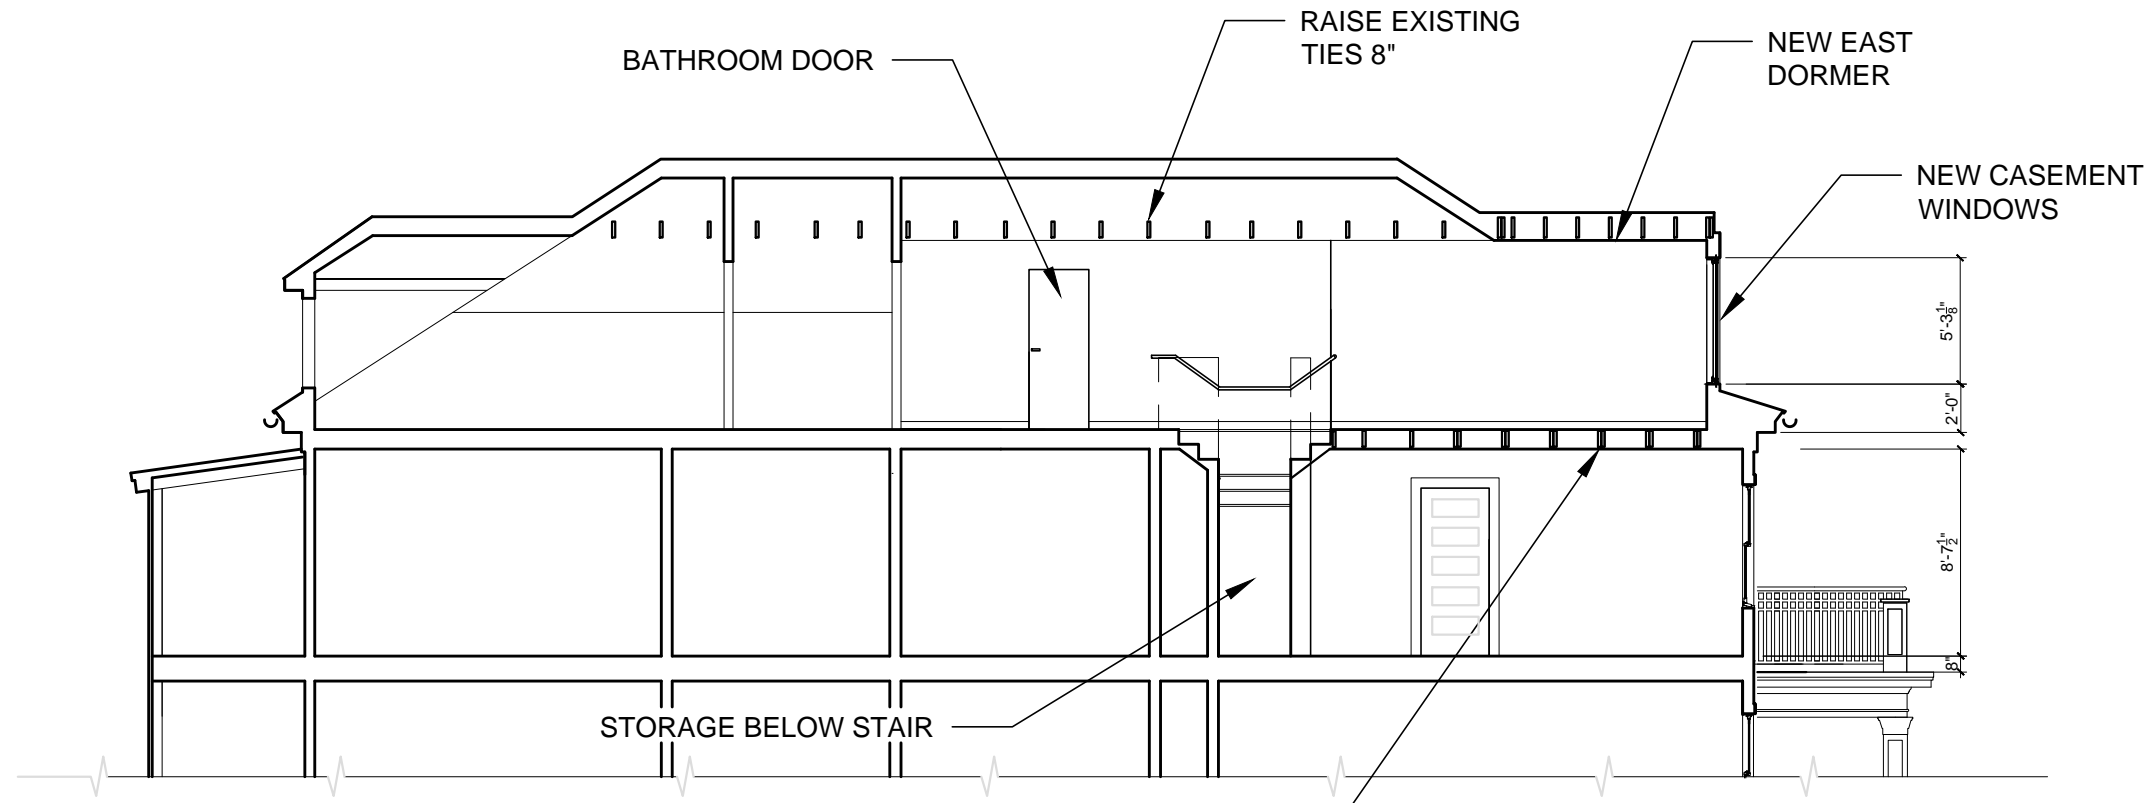 RAISE EXISTING
TIES 8"
BATHROOM DOOR
NEW EAST
DORMER
NEW CASEMENT
WINDOWS
5'-3 1/8"
2'-0"
8'-7 1/2"
8"
STORAGE BELOW STAIR